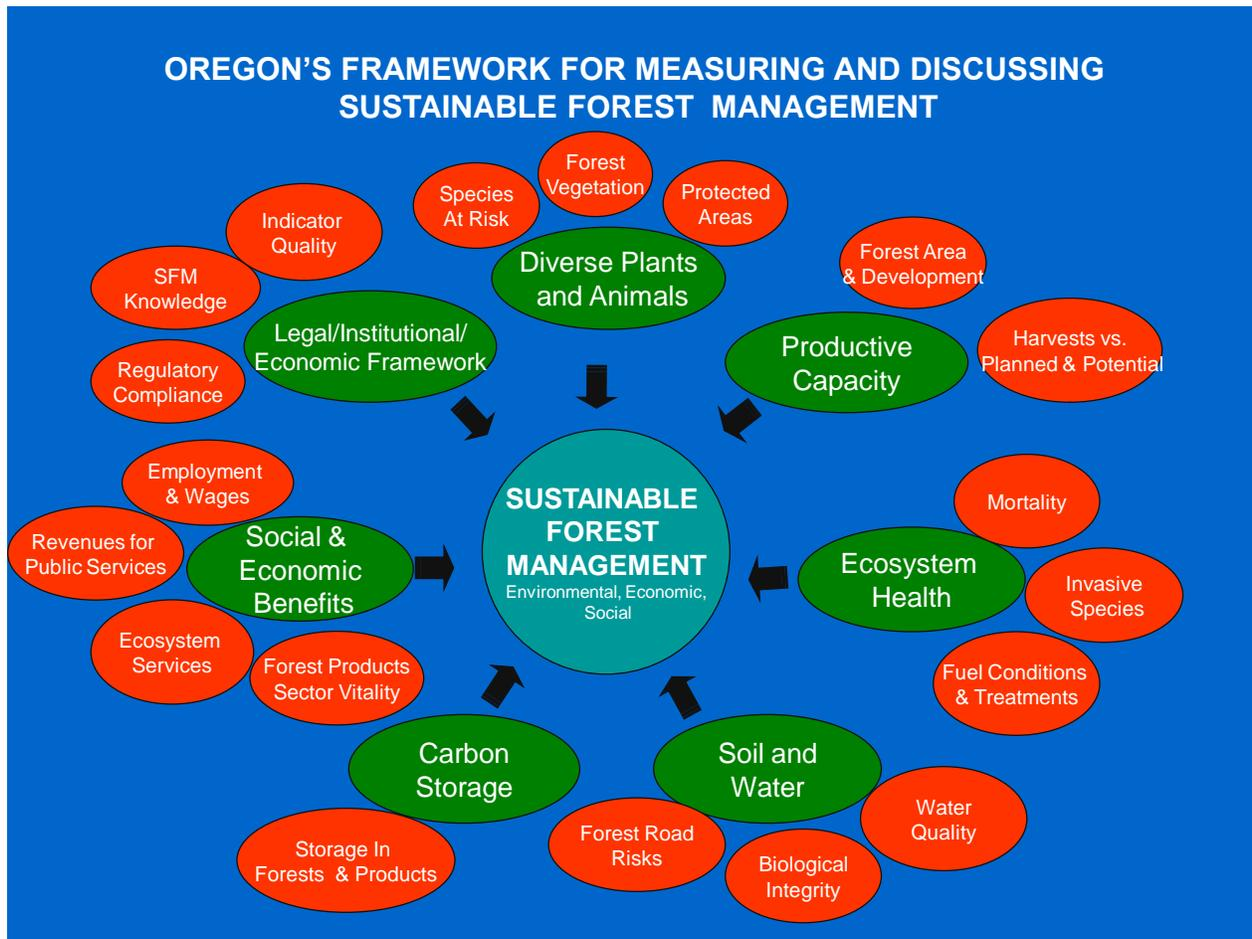 OREGON'S FRAMEWORK FOR MEASURING AND DISCUSSING
SUSTAINABLE FOREST MANAGEMENT
Forest
Vegetation
Species
At Risk
Protected
Areas
Diverse Plants
and Animals
Indicator
Quality
SFM
Knowledge
Regulatory
Compliance
Legal/Institutional/
Economic Framework
Forest Area
& Development
Harvests vs.
Planned & Potential
Productive
Capacity
SUSTAINABLE
FOREST
MANAGEMENT
Environmental, Economic,
Social
Employment
& Wages
Revenues for
Public Services
Social &
Economic
Benefits
Ecosystem
Services
Forest Products
Sector Vitality
Mortality
Ecosystem
Health
Invasive
Species
Fuel Conditions
& Treatments
Carbon
Storage
Storage In
Forests & Products
Soil and
Water
Forest Road
Risks
Biological
Integrity
Water
Quality